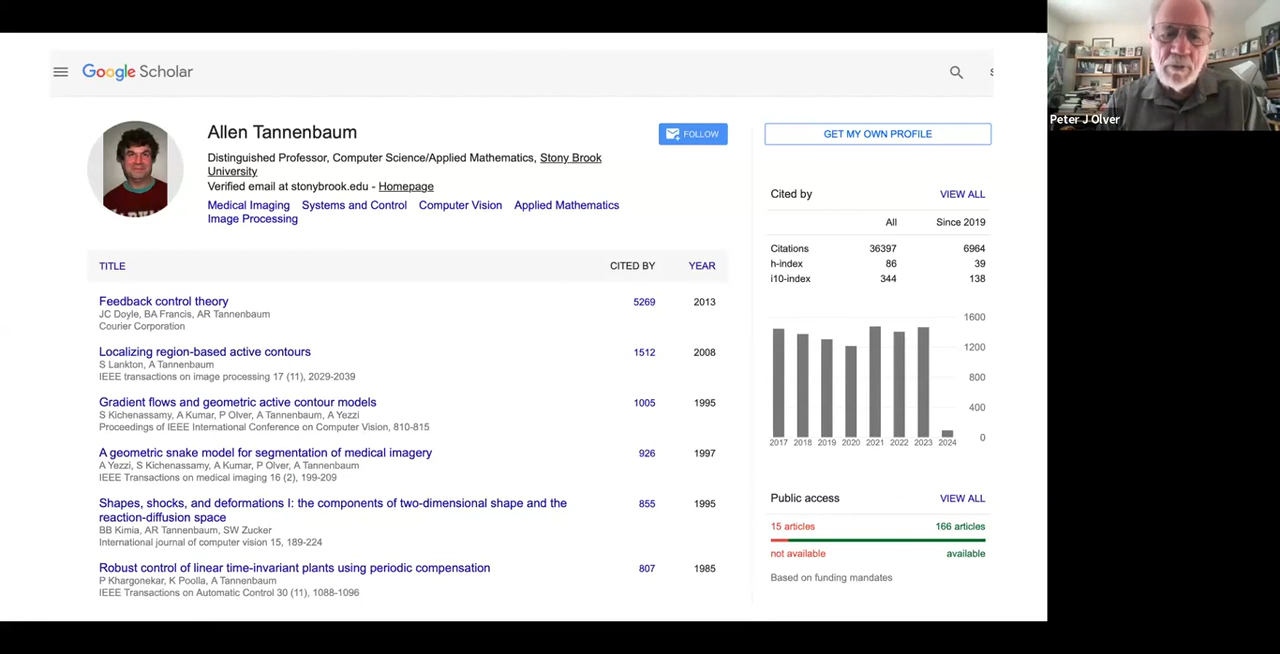 Google Scholar
Allen Tannenbaum
FOLLOW
GET MY OWN PROFILE
Distinguished Professor, Computer Science/Applied Mathematics, Stony Brook
University
Verified email at stonybrook.edu - Homepage
Medical Imaging Systems and Control Computer Vision Applied Mathematics
Image Processing
TITLE CITED BY YEAR
Feedback control theory 5269 2013
JC Doyle, BA Francis, AR Tannenbaum
Courier Corporation
Localizing region-based active contours 1512 2008
S Lankton, A Tannenbaum
IEEE transactions on image processing 17 (11), 2029-2039
Gradient flows and geometric active contour models 1005 1995
S Kichenassamy, A Kumar, P Olver, A Tannenbaum, A Yezzi
Proceedings of IEEE International Conference on Computer Vision, 810-815
A geometric snake model for segmentation of medical imagery 926 1997
A Yezzi, S Kichenassamy, A Kumar, P Olver, A Tannenbaum
IEEE Transactions on medical imaging 16 (2), 199-209
Shapes, shocks, and deformations I: the components of two-dimensional shape and the 855 1995
reaction-diffusion space
BB Kimia, AR Tannenbaum, SW Zucker
International journal of computer vision 15, 189-224
Robust control of linear time-invariant plants using periodic compensation 807 1985
P Khargonekar, K Poolla, A Tannenbaum
IEEE Transactions on Automatic Control 30 (11), 1088-1096
Cited by VIEW ALL
All Since 2019
Citations 36397 6964
h-index 86 39
i10-index 344 138
1600
1200
800
400
0
2017 2018 2019 2020 2021 2022 2023 2024
Public access VIEW ALL
15 articles 166 articles
not available available
Based on funding mandates
Peter J Olver